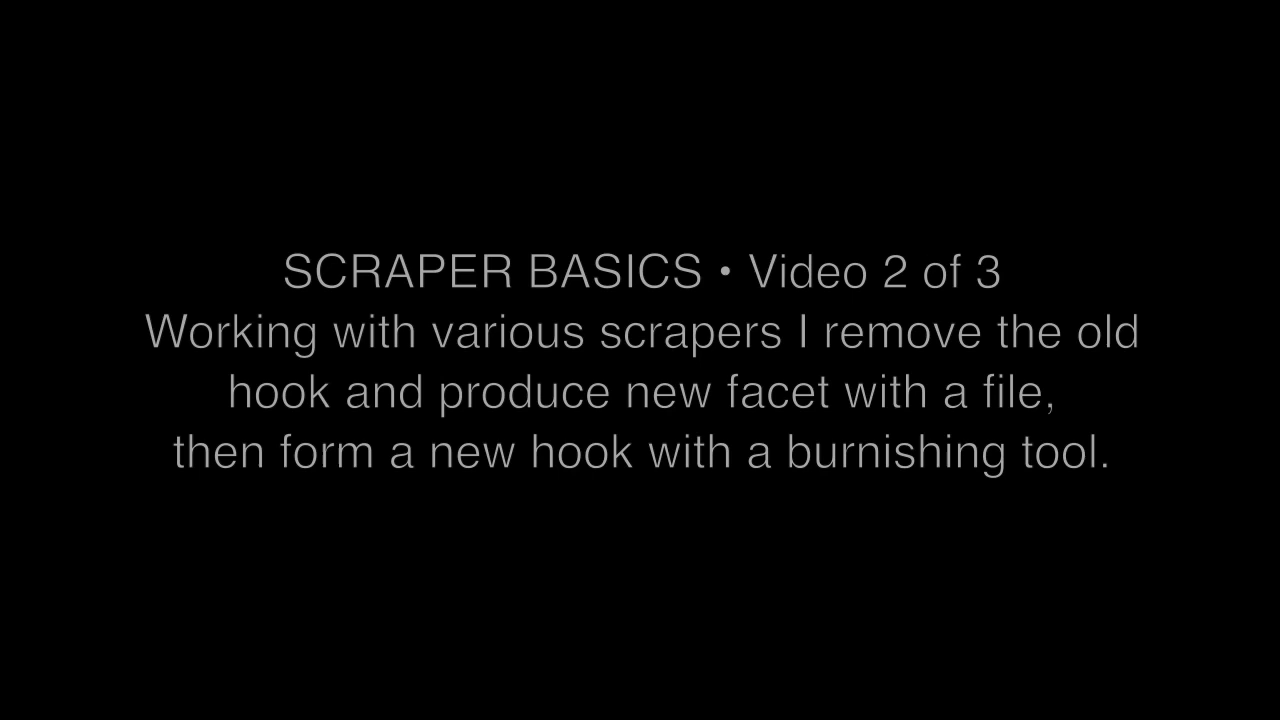 SCRAPER BASICS • Video 2 of 3
Working with various scrapers I remove the old
hook and produce new facet with a file,
then form a new hook with a burnishing tool.